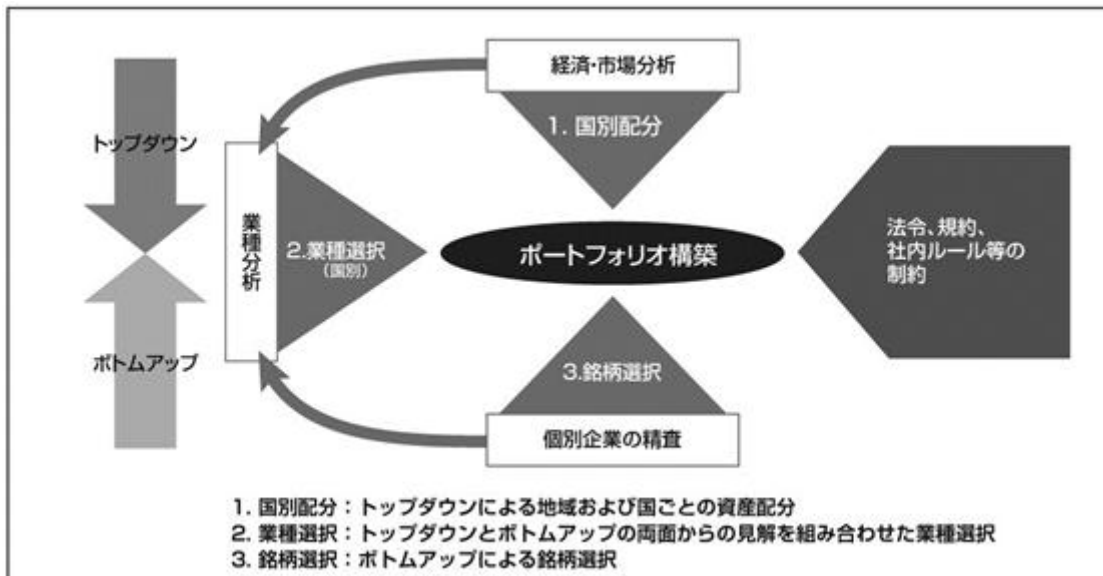 経済・市場分析
1. 国別配分
トップダウン
業種分析
2.業種選択
(国別)
ポートフォリオ構築
法令、規約、
社内ルール等の
制約
ボトムアップ
3.銘柄選択
個別企業の精査
1. 国別配分：トップダウンによる地域および国ごとの資産配分
2. 業種選択：トップダウンとボトムアップの両面からの見解を組み合わせた業種選択
3. 銘柄選択：ボトムアップによる銘柄選択